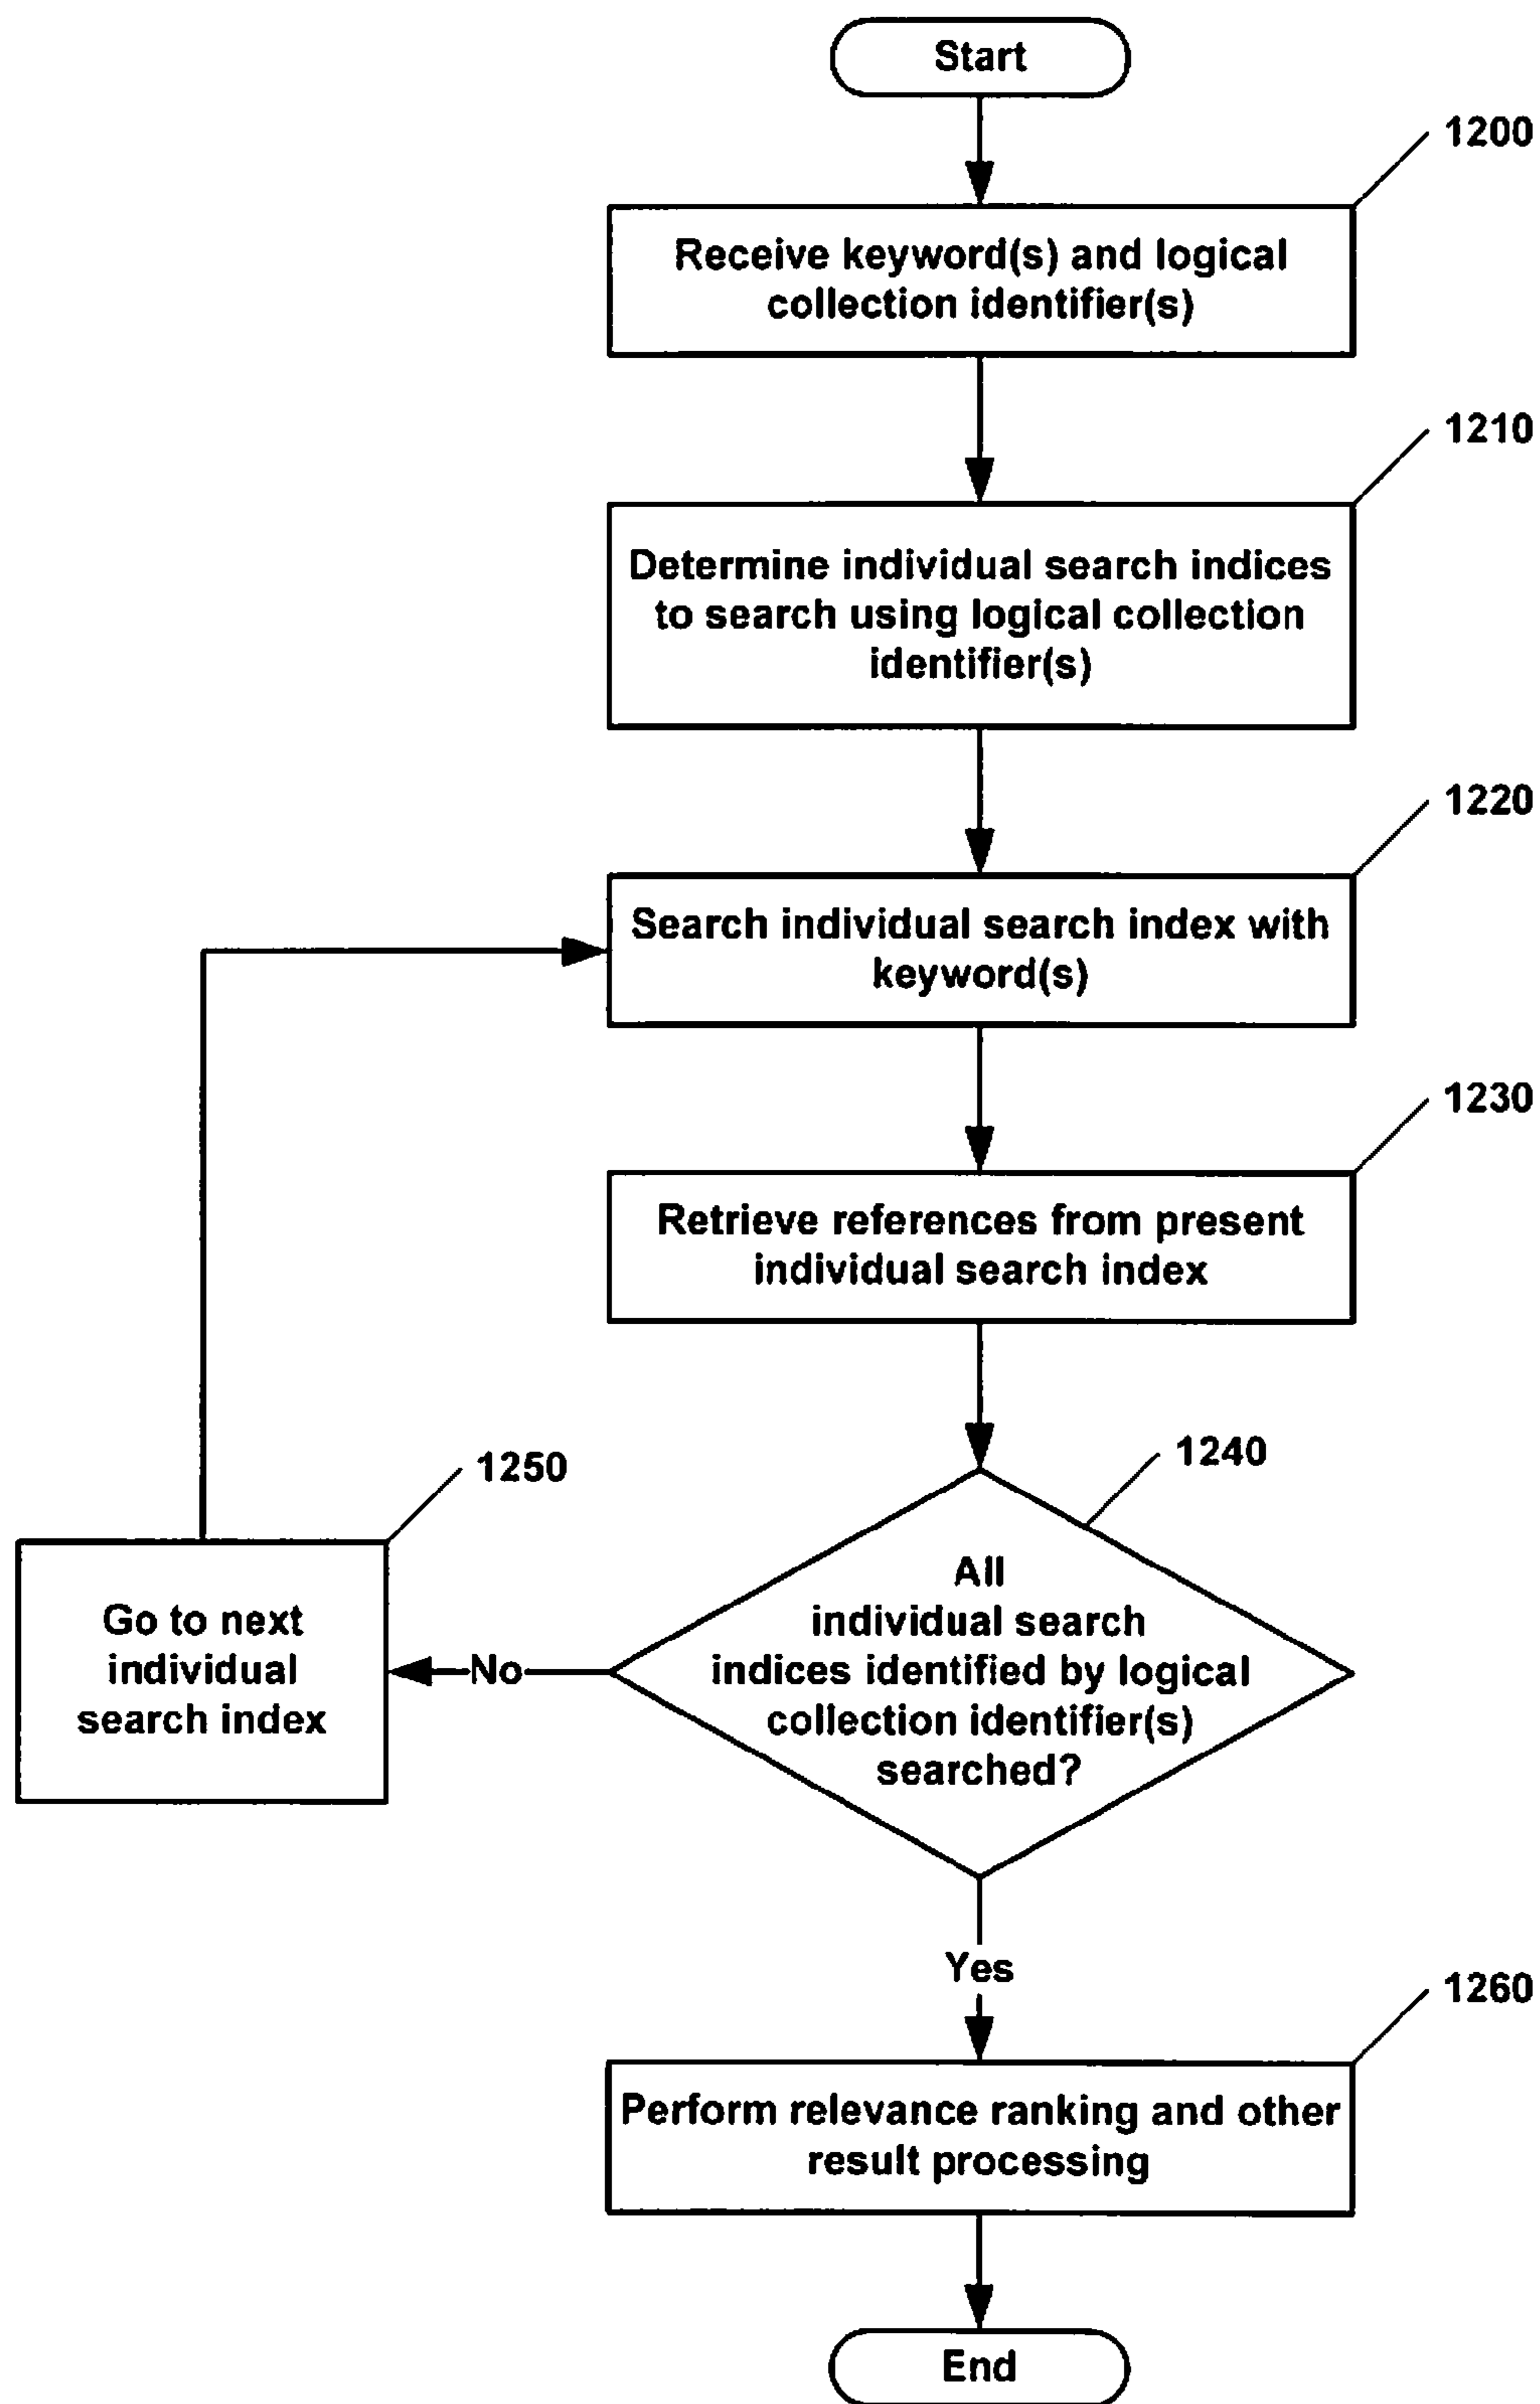 Start
1200
Receive keyword(s) and logical
collection identifier(s)
1210
Determine individual search indices
to search using logical collection
identifier(s)
1220
Search individual search index with
keyword(s)
1230
Retrieve references from present
individual search index
1240
All
individual search
indices identified by logical
collection identifier(s)
searched?
No
1250
Go to next
individual
search index
Yes
1260
Perform relevance ranking and other
result processing
End